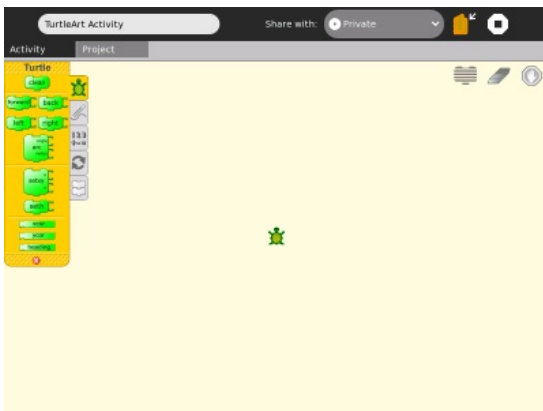 TurtleArt Activity
Share with: Private
Activity Project
Turtle
clean
forward back
left right
arc
setxy
seth
xcor
ycor
heading